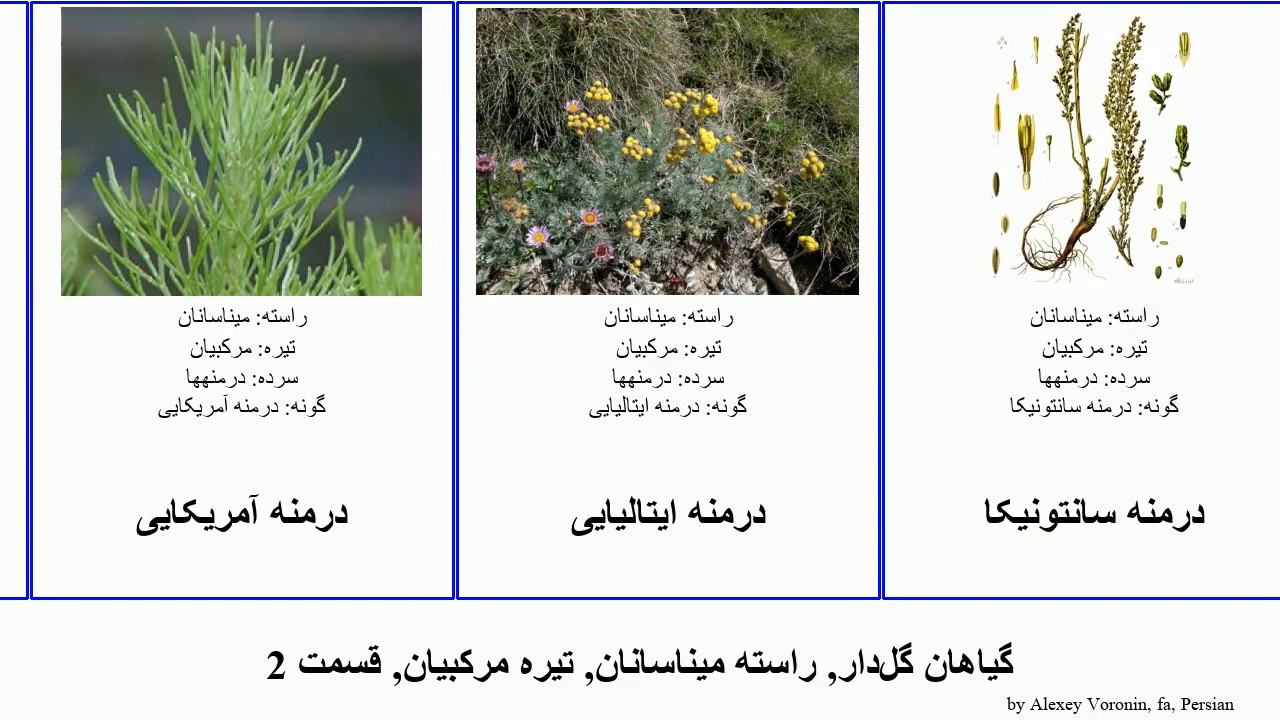 راسته: میناسانان
تیره: مرکبیان
سرده: درمنهها
گونه: درمنه سانتونیکا
درمنه سانتونیکا
راسته: میناسانان
تیره: مرکبیان
سرده: درمنهها
گونه: درمنه ایتالیایی
درمنه ایتالیایی
راسته: میناسانان
تیره: مرکبیان
سرده: درمنهها
گونه: درمنه آمریکایی
درمنه آمریکایی
گیاهان گل‌دار, راسته میناسانان, تیره مرکبیان, قسمت 2
by Alexey Voronin, fa, Persian